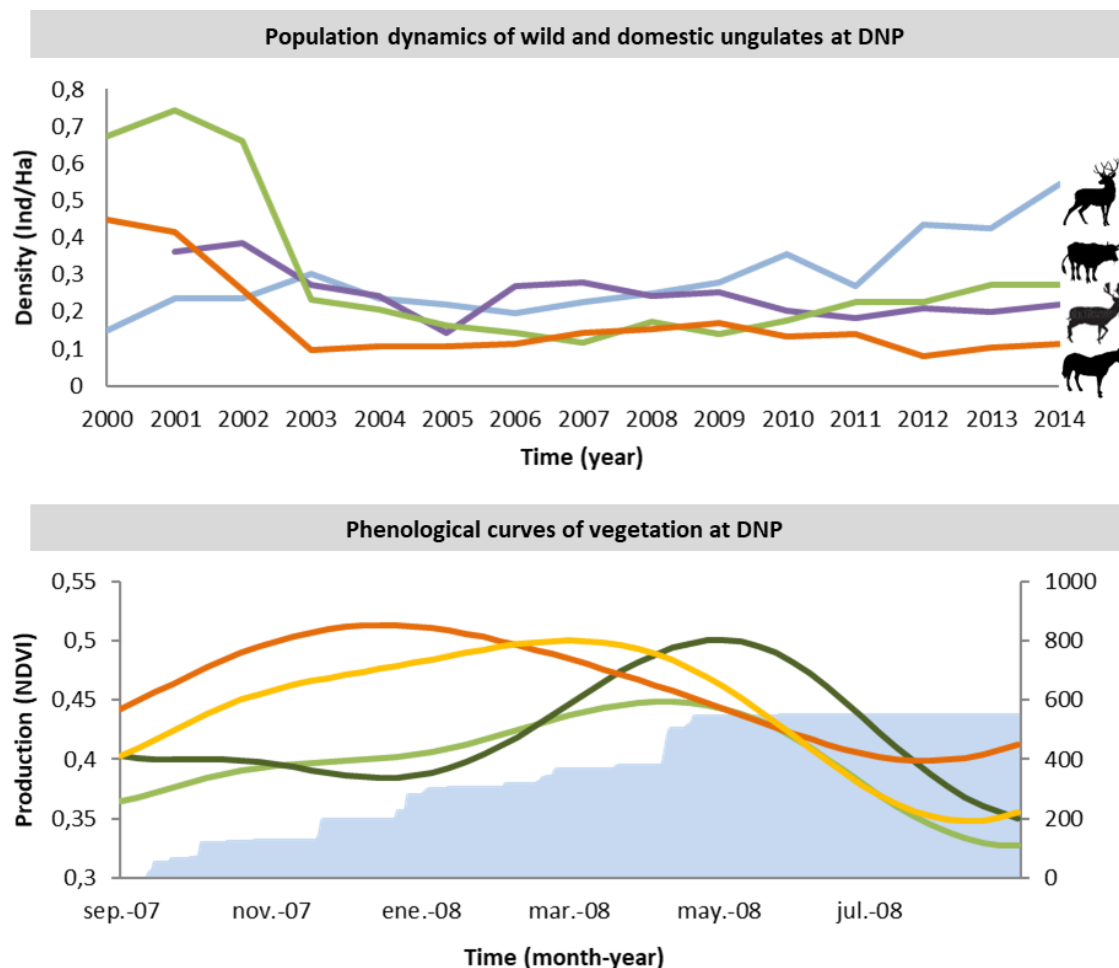 Population dynamics of wild and domestic ungulates at DNP
0,8
0,7
0,6
0,5
0,4
0,3
0,2
0,1
0
Density (Ind/Ha)
2000 2001 2002 2003 2004 2005 2006 2007 2008 2009 2010 2011 2012 2013 2014
Time (year)
Phenological curves of vegetation at DNP
0,55
0,5
0,45
0,4
0,35
0,3
Production (NDVI)
1000
800
600
400
200
0
sep.-07 nov.-07 ene.-08 mar.-08 may.-08 jul.-08
Time (month-year)